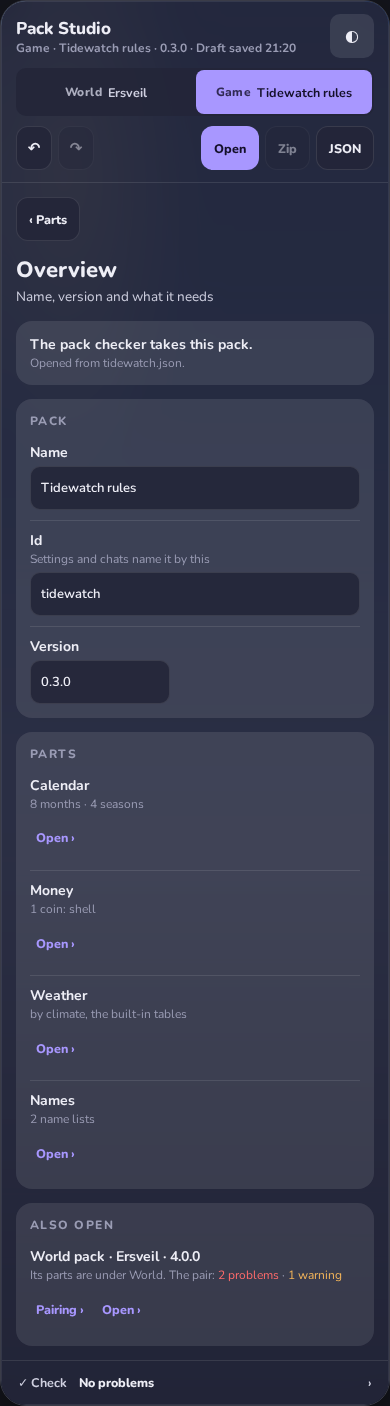 Pack Studio
Game · Tidewatch rules · 0.3.0 · Draft saved 21:20
World Ersveil
Game Tidewatch rules
Open
Zip
JSON
‹ Parts
Overview
Name, version and what it needs
The pack checker takes this pack.
Opened from tidewatch.json.
PACK
Name
Tidewatch rules
Id
Settings and chats name it by this
tidewatch
Version
0.3.0
PARTS
Calendar
8 months · 4 seasons
Open ›
Money
1 coin: shell
Open ›
Weather
by climate, the built-in tables
Open ›
Names
2 name lists
Open ›
ALSO OPEN
World pack · Ersveil · 4.0.0
Its parts are under World. The pair: 2 problems · 1 warning
Pairing › Open ›
✓ Check No problems ›